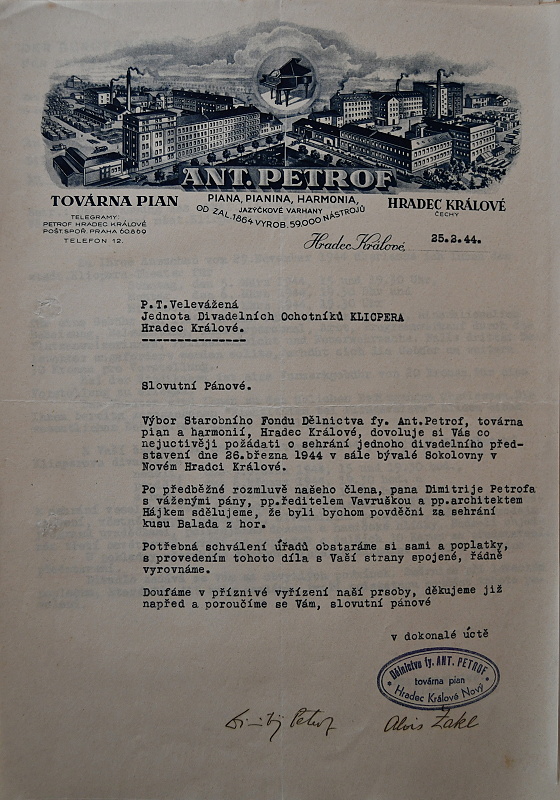 ANT. PETROF
TOVÁRNA PIAN
PIANA, PIANINA, HARMONIA,
JAZÝČKOVÉ VARHANY
OD ZAL. 1864 VYROB. 59.000 NÁSTROJŮ
HRADEC KRÁLOVÉ
ČECHY
TELEGRAMY:
PETROF HRADEC KRÁLOVÉ
POŠT. SPOŘ. PRAHA 60.869
TELEFON 12.
Hradec Králové, 25.2.44.
P.T.Velevážená
Jednota Divadelních Ochotníků KLICPERA
Hradec Králové.
Slovutní Pánové.
Výbor Starobního Fondu Dělnictva fy. Ant.Petrof, továrna
pian a harmonií, Hradec Králové, dovoluje si Vás co
nejuctivěji požádati o sehrání jednoho divadelního před-
stavení dne 26.března 1944 v sále bývalé Sokolovny v
Novém Hradci Králové.
Po předběžné rozmluvě našeho člena, pana Dimitrije Petrofa
s váženými pány, pp.ředitelem Vavruškou a pp.architektem
Hájkem sdělujeme, že byli bychom povděčni za sehrání
kusu Balada z hor.
Potřebná schválení úřadů obstaráme si sami a poplatky,
s provedením tohoto díla s Vaší strany spojené, řádně
vyrovnáme.
Doufáme v příznivé vyřízení naší prsoby, děkujeme již
napřed a poroučíme se Vám, slovutní pánové
v dokonalé úctě
Dělnictvo fy. ANT. PETROF
továrna pian
Hradec Králové Nový
Dimitrij Petrof
Alois Žakl